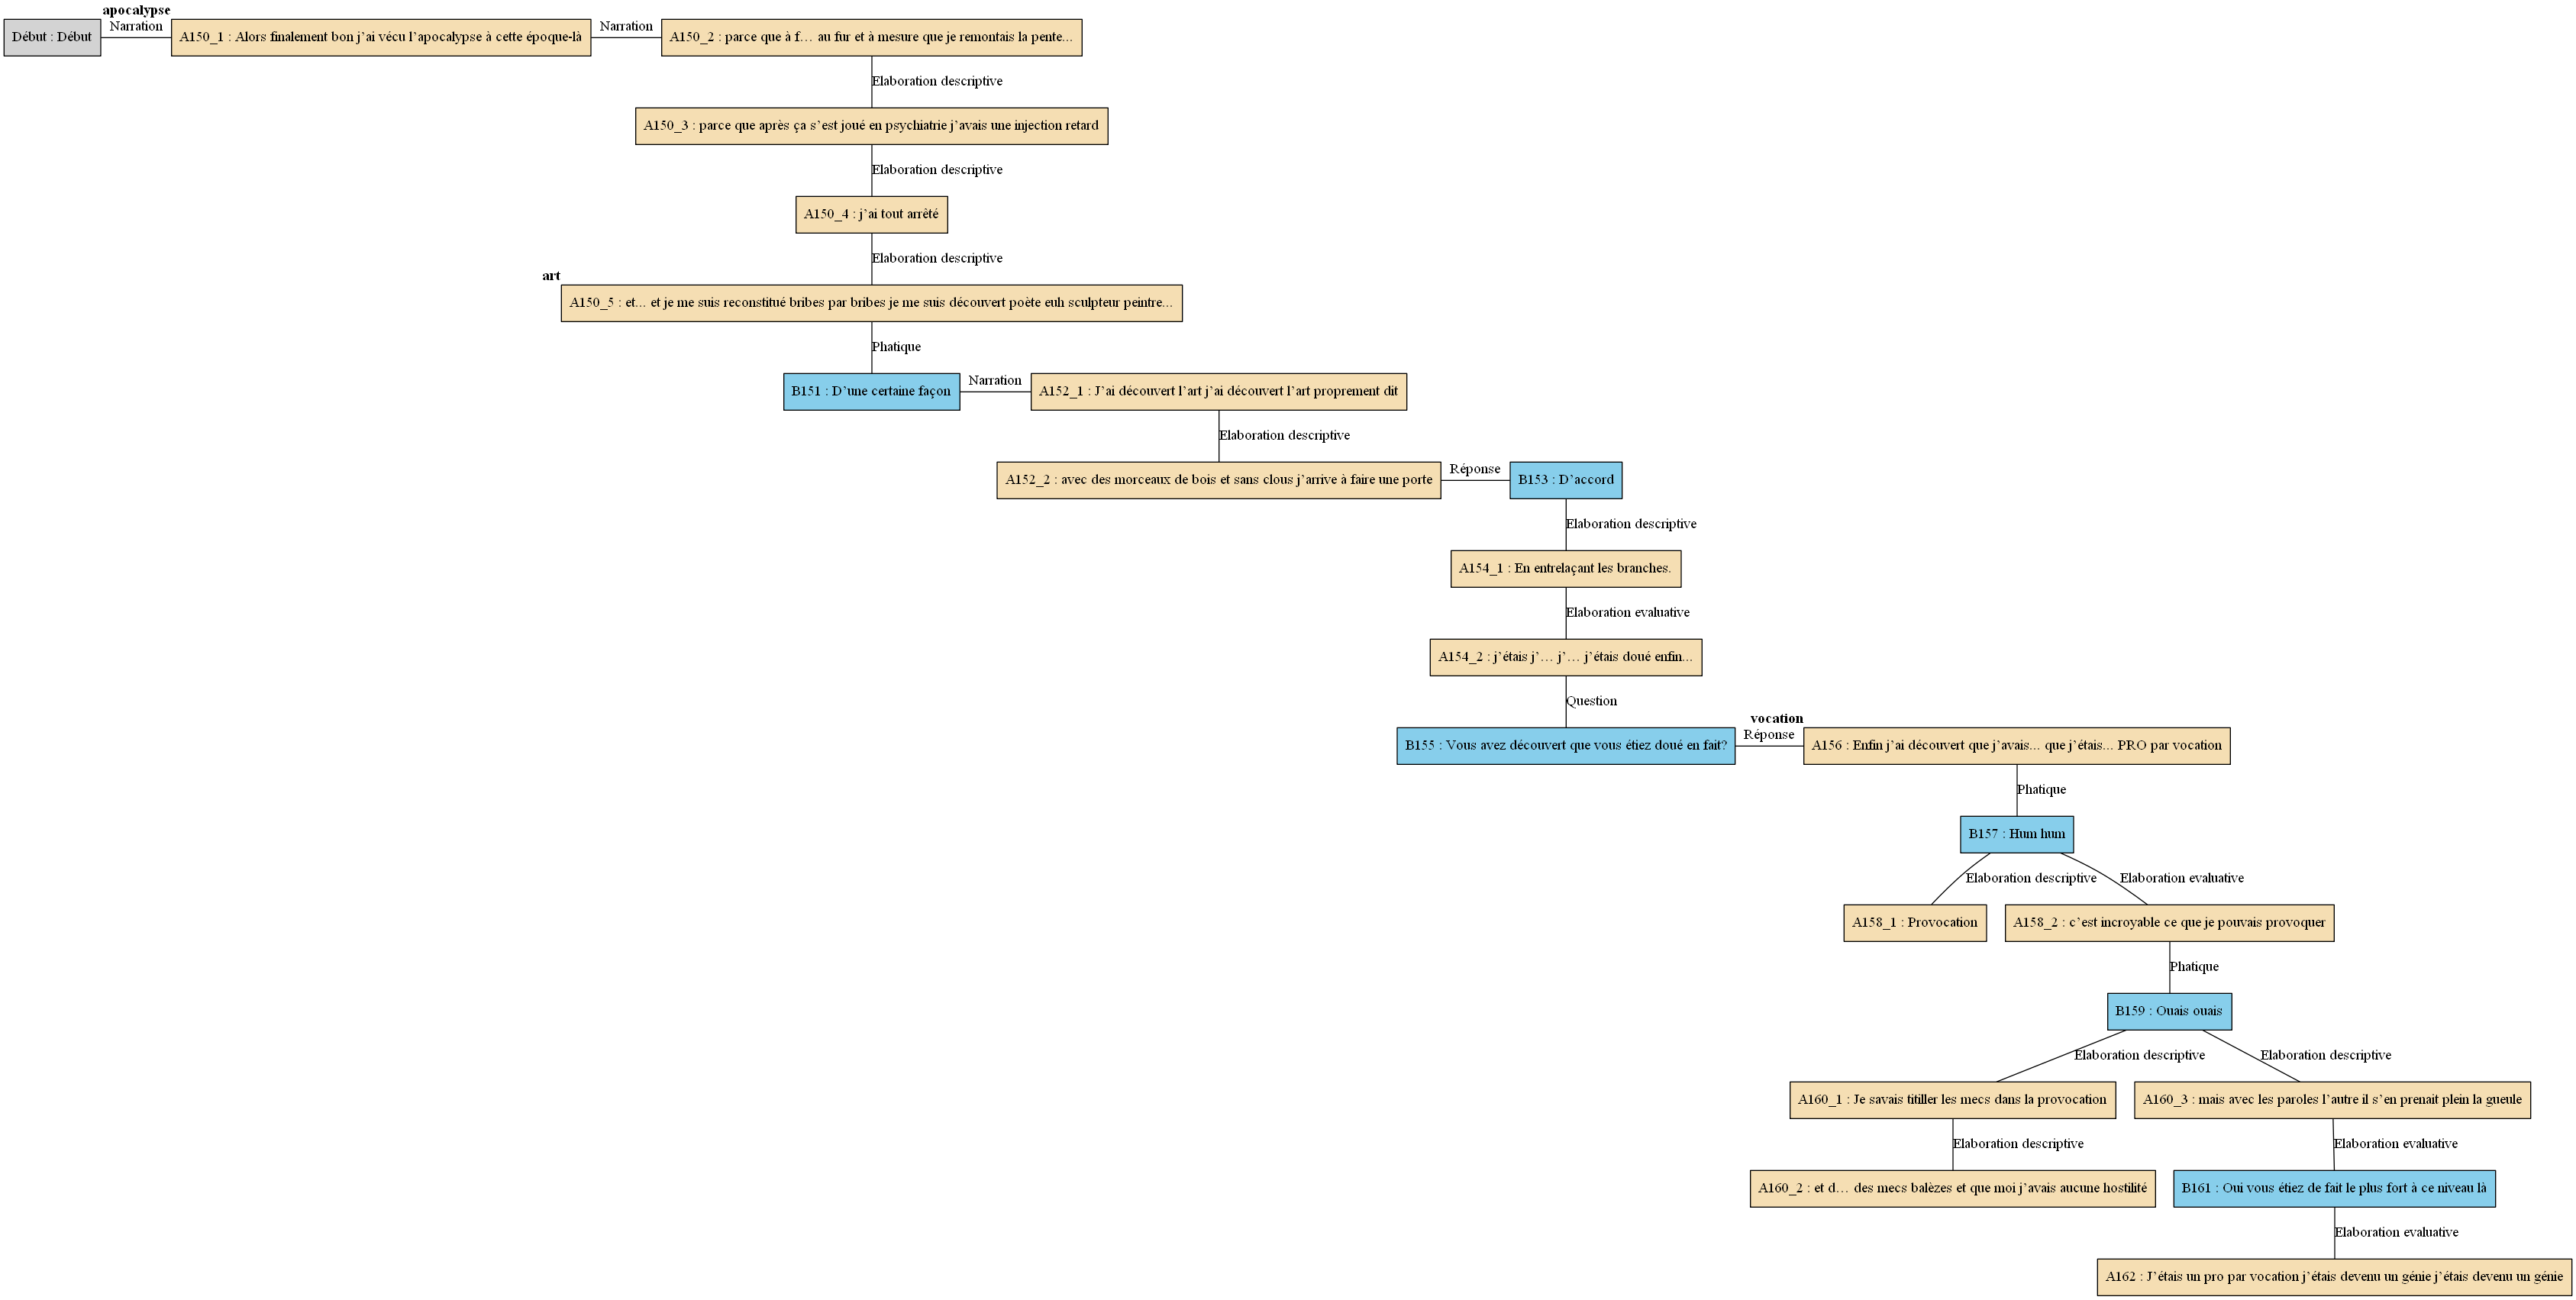 apocalypse
Début : Début
Narration
A150_1 : Alors finalement bon j’ai vécu l’apocalypse à cette époque-là
Narration
A150_2 : parce que à f… au fur et à mesure que je remontais la pente...
Elaboration descriptive
A150_3 : parce que après ça s’est joué en psychiatrie j’avais une injection retard
Elaboration descriptive
A150_4 : j’ai tout arrêté
Elaboration descriptive
art
A150_5 : et... et je me suis reconstitué bribes par bribes je me suis découvert poète euh sculpteur peintre...
Phatique
B151 : D’une certaine façon
Narration
A152_1 : J’ai découvert l’art j’ai découvert l’art proprement dit
Elaboration descriptive
A152_2 : avec des morceaux de bois et sans clous j’arrive à faire une porte
Réponse
B153 : D’accord
Elaboration descriptive
A154_1 : En entrelaçant les branches.
Elaboration evaluative
A154_2 : j’étais j’… j’… j’étais doué enfin...
Question
B155 : Vous avez découvert que vous étiez doué en fait?
vocation
Réponse
A156 : Enfin j’ai découvert que j’avais... que j’étais... PRO par vocation
Phatique
B157 : Hum hum
Elaboration descriptive
Elaboration evaluative
A158_1 : Provocation
A158_2 : c’est incroyable ce que je pouvais provoquer
Phatique
B159 : Ouais ouais
Elaboration descriptive
Elaboration descriptive
A160_1 : Je savais titiller les mecs dans la provocation
A160_3 : mais avec les paroles l’autre il s’en prenait plein la gueule
Elaboration descriptive
Elaboration evaluative
A160_2 : et d… des mecs balèzes et que moi j’avais aucune hostilité
B161 : Oui vous étiez de fait le plus fort à ce niveau là
Elaboration evaluative
A162 : J’étais un pro par vocation j’étais devenu un génie j’étais devenu un génie